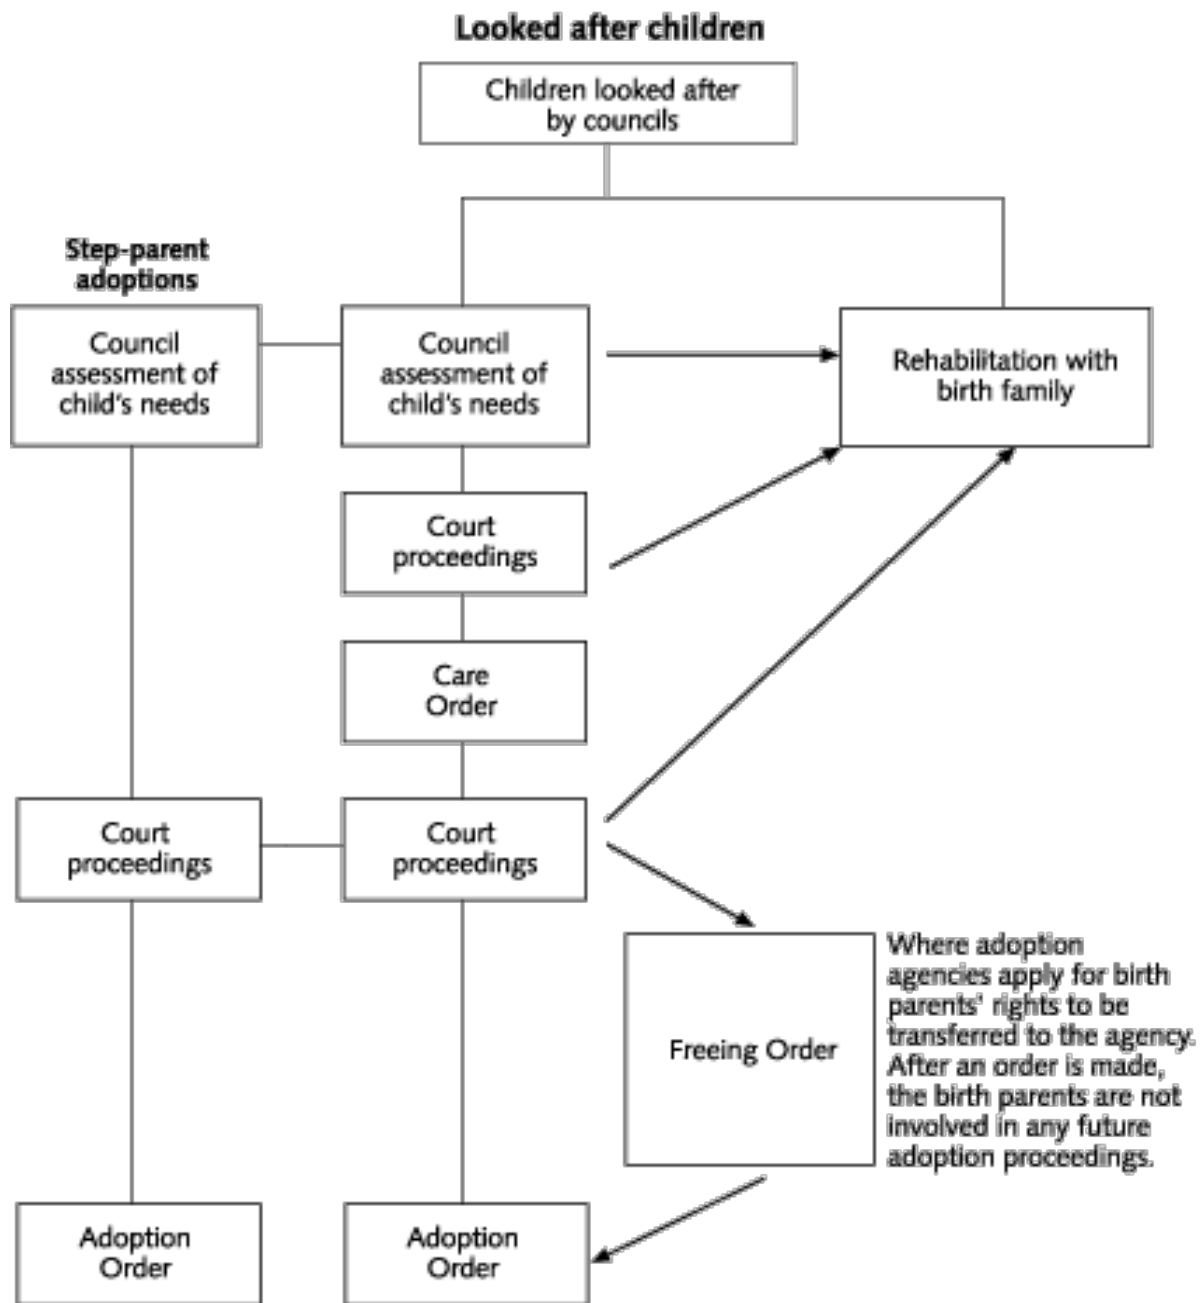 Looked after children
Children looked after
by councils
Step-parent
adoptions
Council
assessment of
child's needs
Council
assessment of
child's needs
Rehabilitation with
birth family
Court
proceedings
Care
Order
Court
proceedings
Court
proceedings
Freeing Order
Where adoption
agencies apply for birth
parents' rights to be
transferred to the agency.
After an order is made,
the birth parents are not
involved in any future
adoption proceedings.
Adoption
Order
Adoption
Order